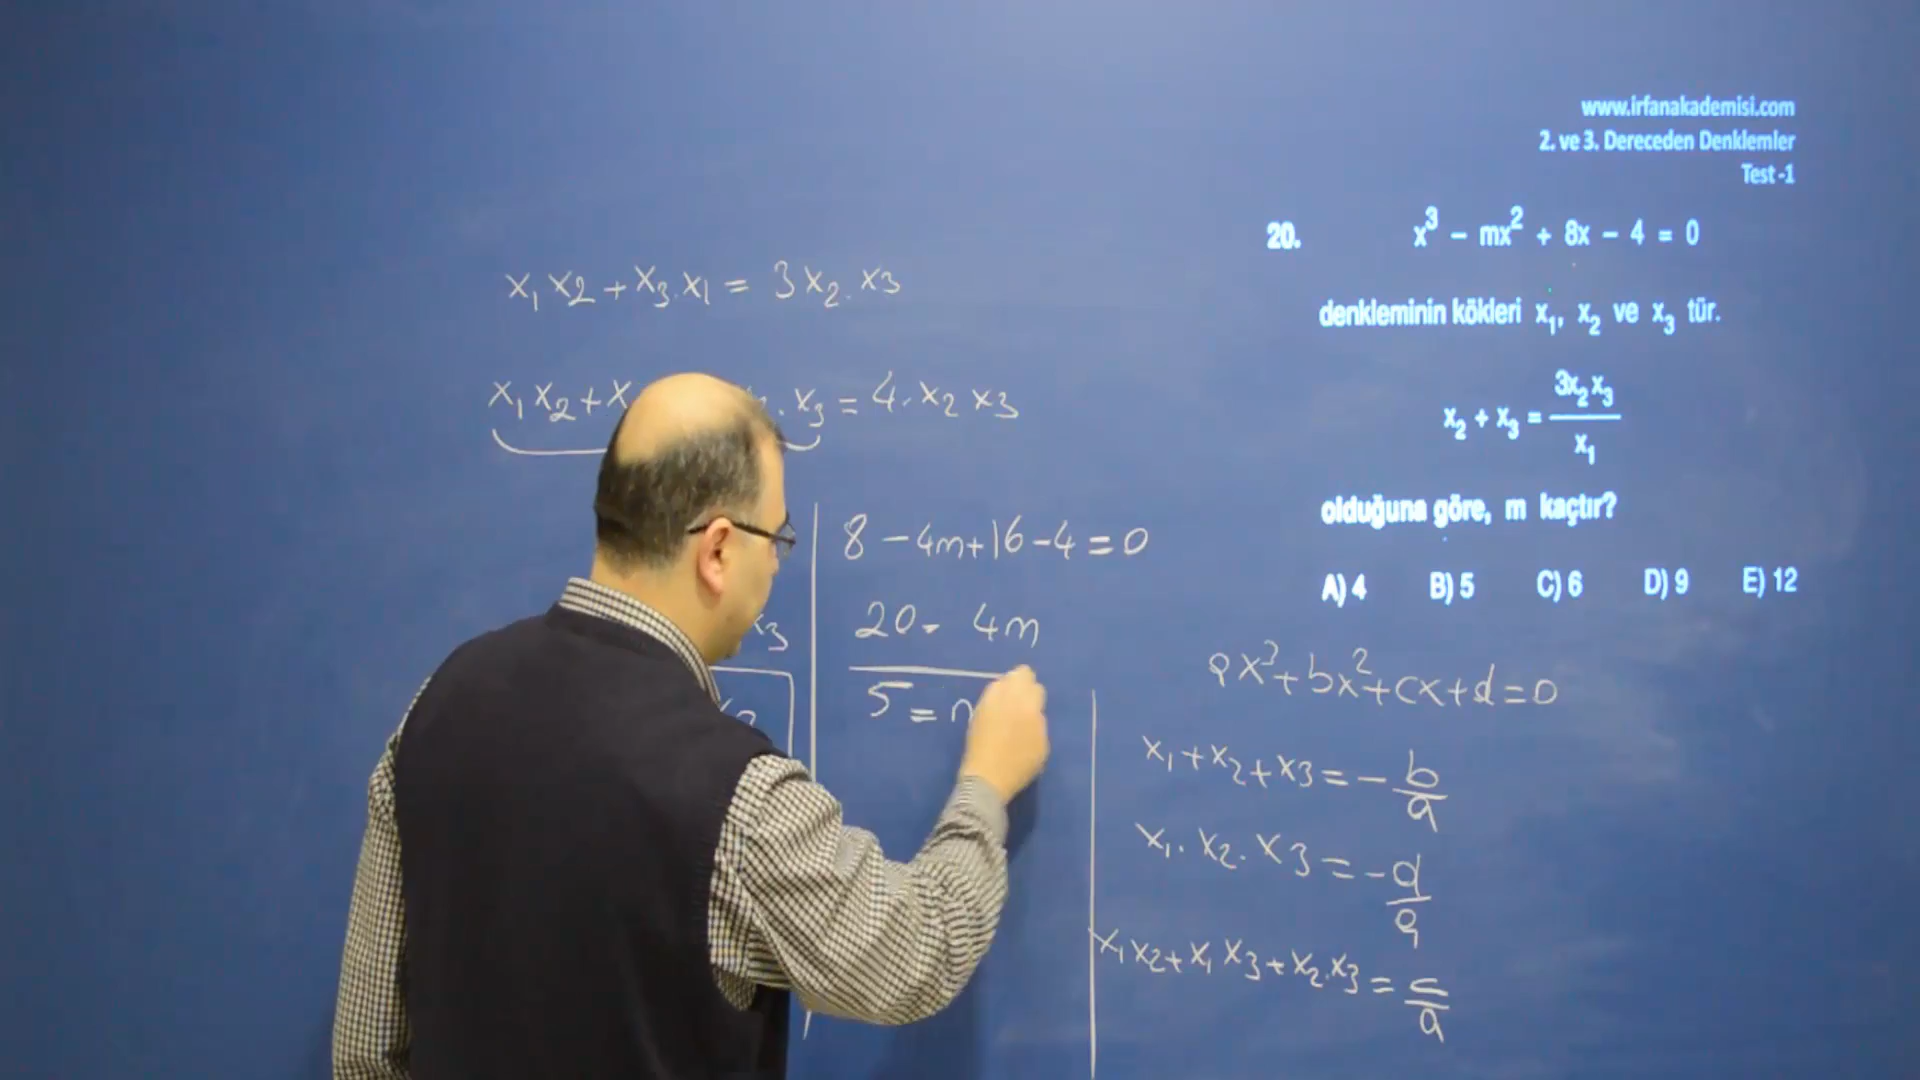 www.irfanakademisi.com
2. ve 3. Dereceden Denklemler
Test -1
20. x³ − mx² + 8x − 4 = 0
denkleminin kökleri x₁, x₂ ve x₃ tür.
x₂ + x₃ = 3x₂x₃ / x₁
olduğuna göre, m kaçtır?
A) 4 B) 5 C) 6 D) 9 E) 12
x₁x₂ + x₃.x₁ = 3x₂.x₃
x₁x₂ + x .x₃ = 4.x₂x₃
x₃
8 − 4m + 16 − 4 = 0
20 = 4m
5 =
ax³ + bx² + cx + d = 0
x₁ + x₂ + x₃ = − b/a
x₁.x₂.x₃ = − d/a
x₁x₂ + x₁x₃ + x₂.x₃ = c/a